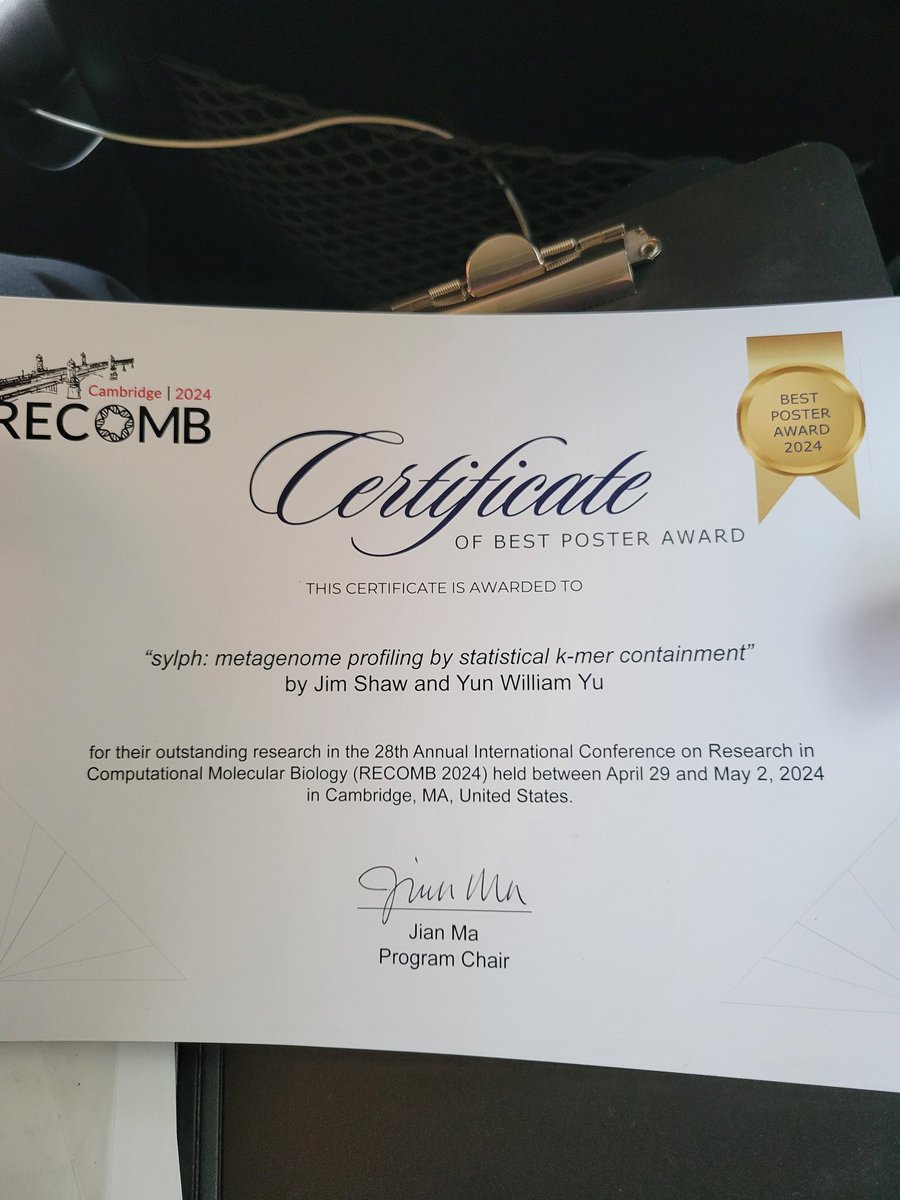 Cambridge | 2024
RECOMB
BEST
POSTER
AWARD
2024
Certificate
OF BEST POSTER AWARD
THIS CERTIFICATE IS AWARDED TO
“sylph: metagenome profiling by statistical k-mer containment”
by Jim Shaw and Yun William Yu
for their outstanding research in the 28th Annual International Conference on Research in
Computational Molecular Biology (RECOMB 2024) held between April 29 and May 2, 2024
in Cambridge, MA, United States.
Jian Ma
Jian Ma
Program Chair